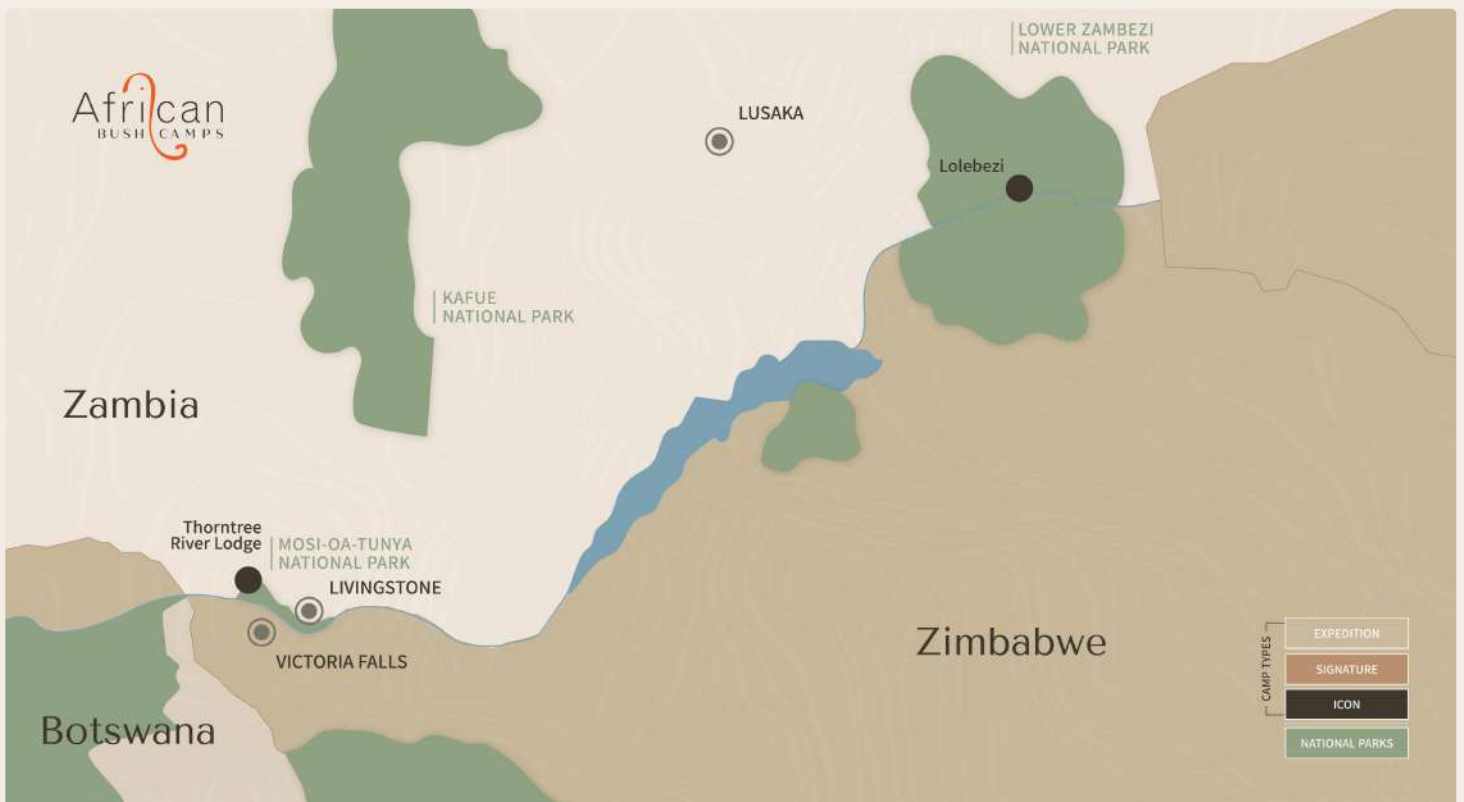 African
BUSH CAMPS
LOWER ZAMBEZI
NATIONAL PARK
LUSAKA
Lolebezi
KAFUE
NATIONAL PARK
Zambia
Thorntree
River Lodge
MOSI-OA-TUNYA
NATIONAL PARK
LIVINGSTONE
VICTORIA FALLS
Zimbabwe
Botswana
CAMP TYPES
EXPEDITION
SIGNATURE
ICON
NATIONAL PARKS